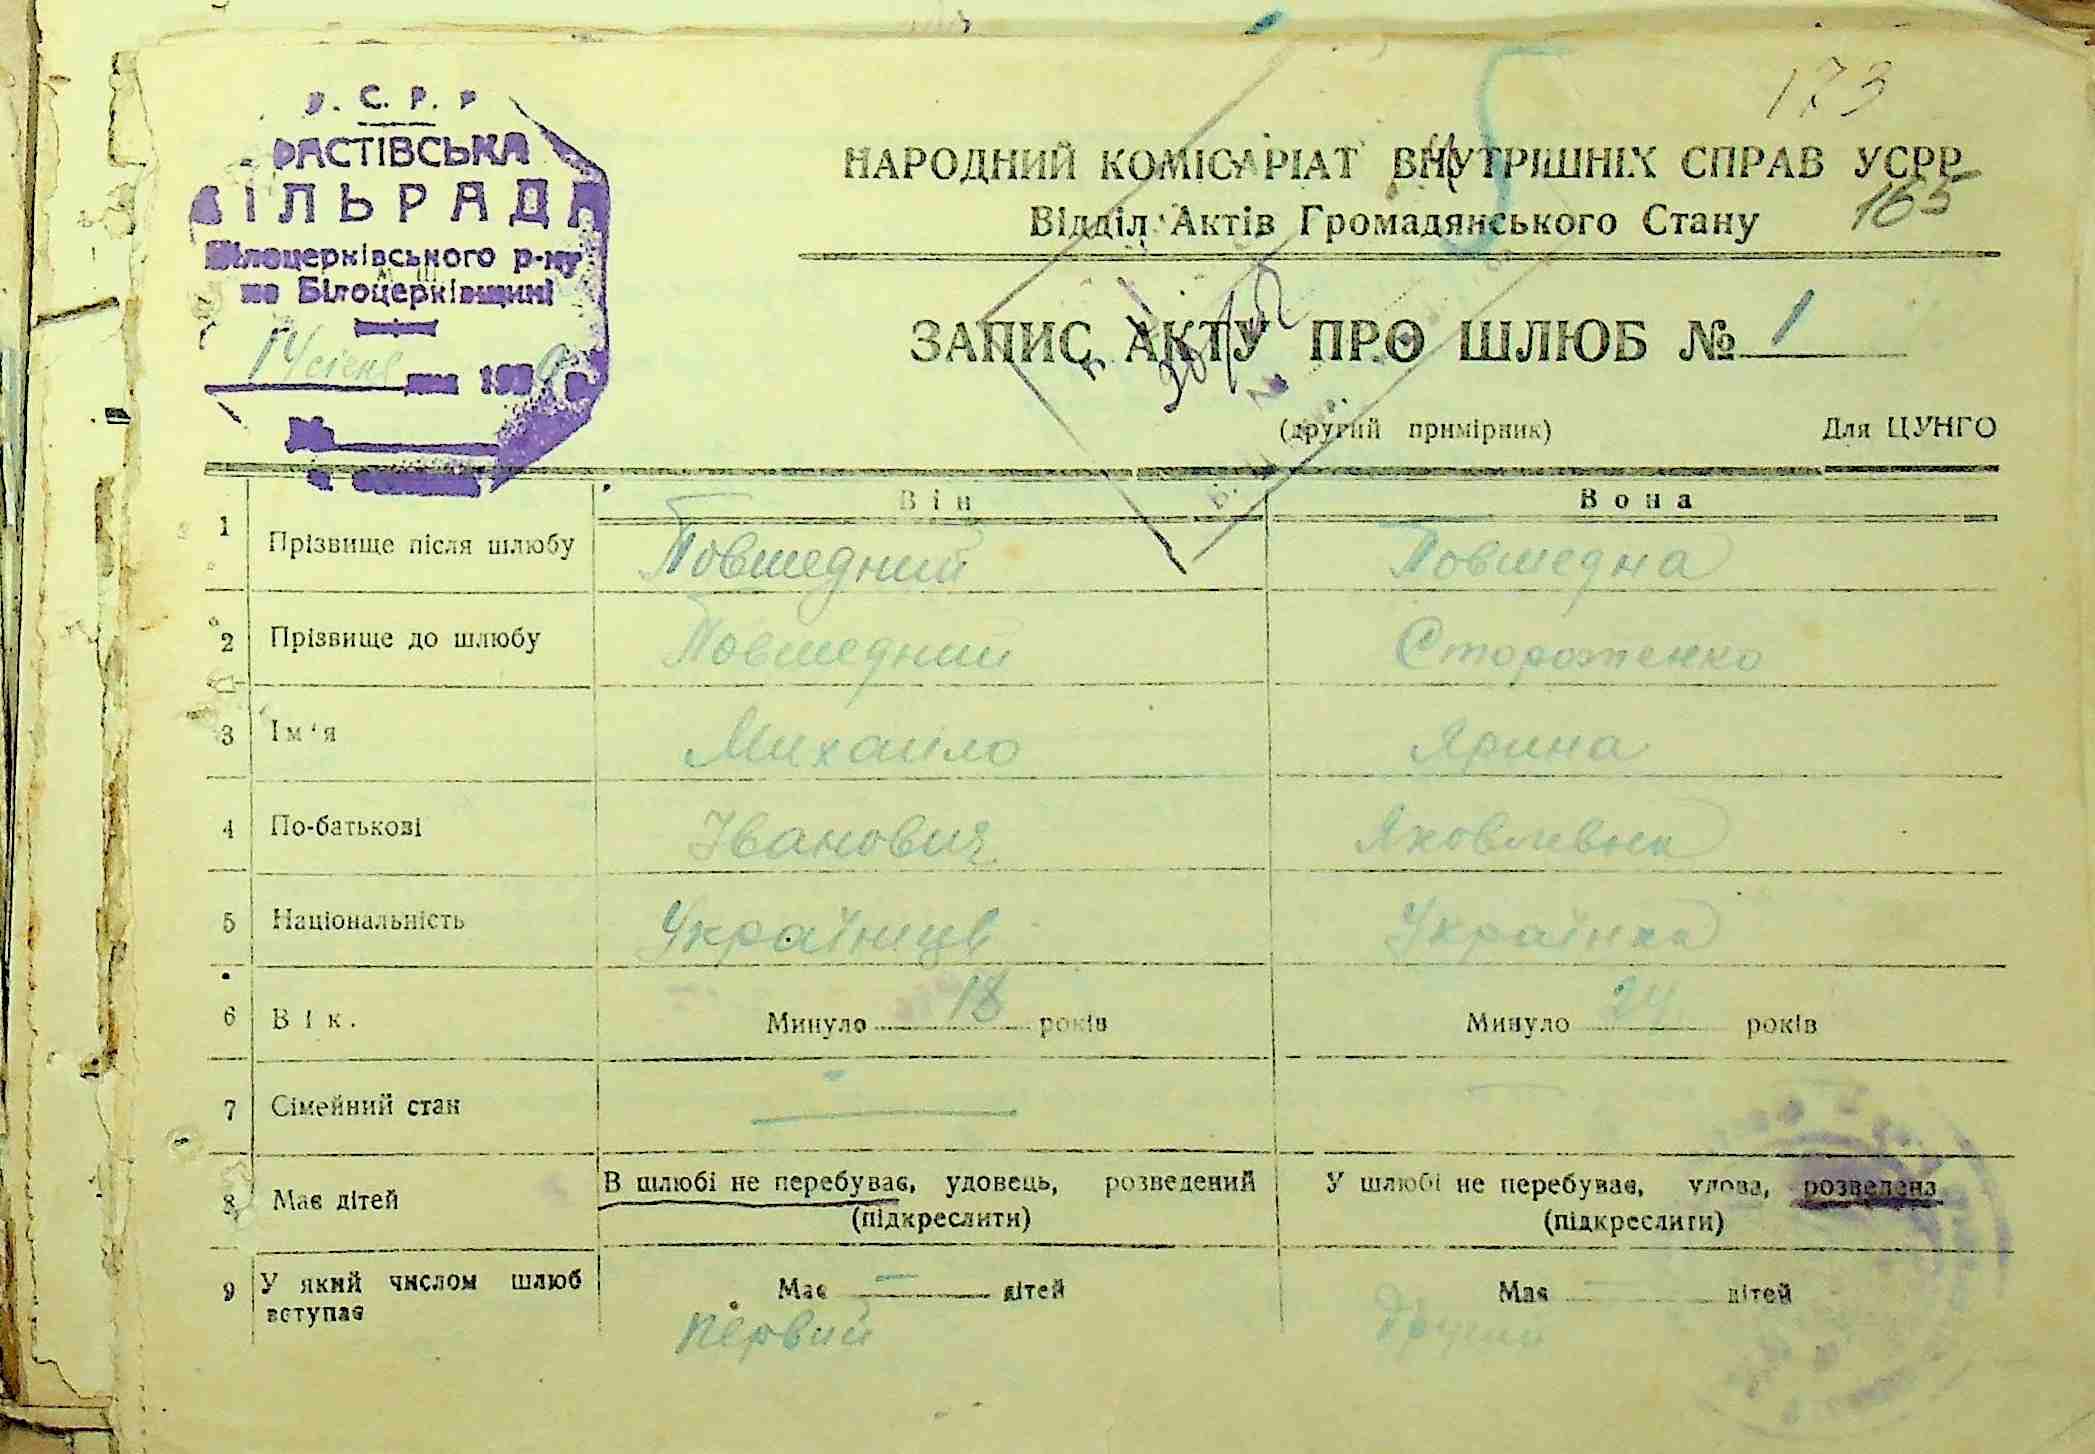 С. Р. Р
ФАСТІВСЬКА
СІЛЬРАДА
Білоцерківського р-ну
на Білоцерківщині
14 січня 193
173
НАРОДНИЙ КОМІСАРІАТ ВНУТРІШНІХ СПРАВ УСРР
165
Відділ Актів Громадянського Стану
ЗАПИС АКТУ ПРО ШЛЮБ № 1
(другий примірник) Для ЦУНГО
Він Вона
1 Прізвище після шлюбу Повшедний Повшедна
2 Прізвище до шлюбу Повшедний Стороженко
3 Ім'я Михайло Ярина
4 По-батькові Іванович Яковлевна
5 Національність Українець Українка
6 Вік. Минуло 18 років Минуло 24 років
7 Сімейний стан
8 Має дітей В шлюбі не перебуває, удовець, розведений У шлюбі не перебуває, удова, розведена
(підкреслити) (підкреслити)
9 У який числом шлюб вступає Має — дітей Має — дітей
первий другий